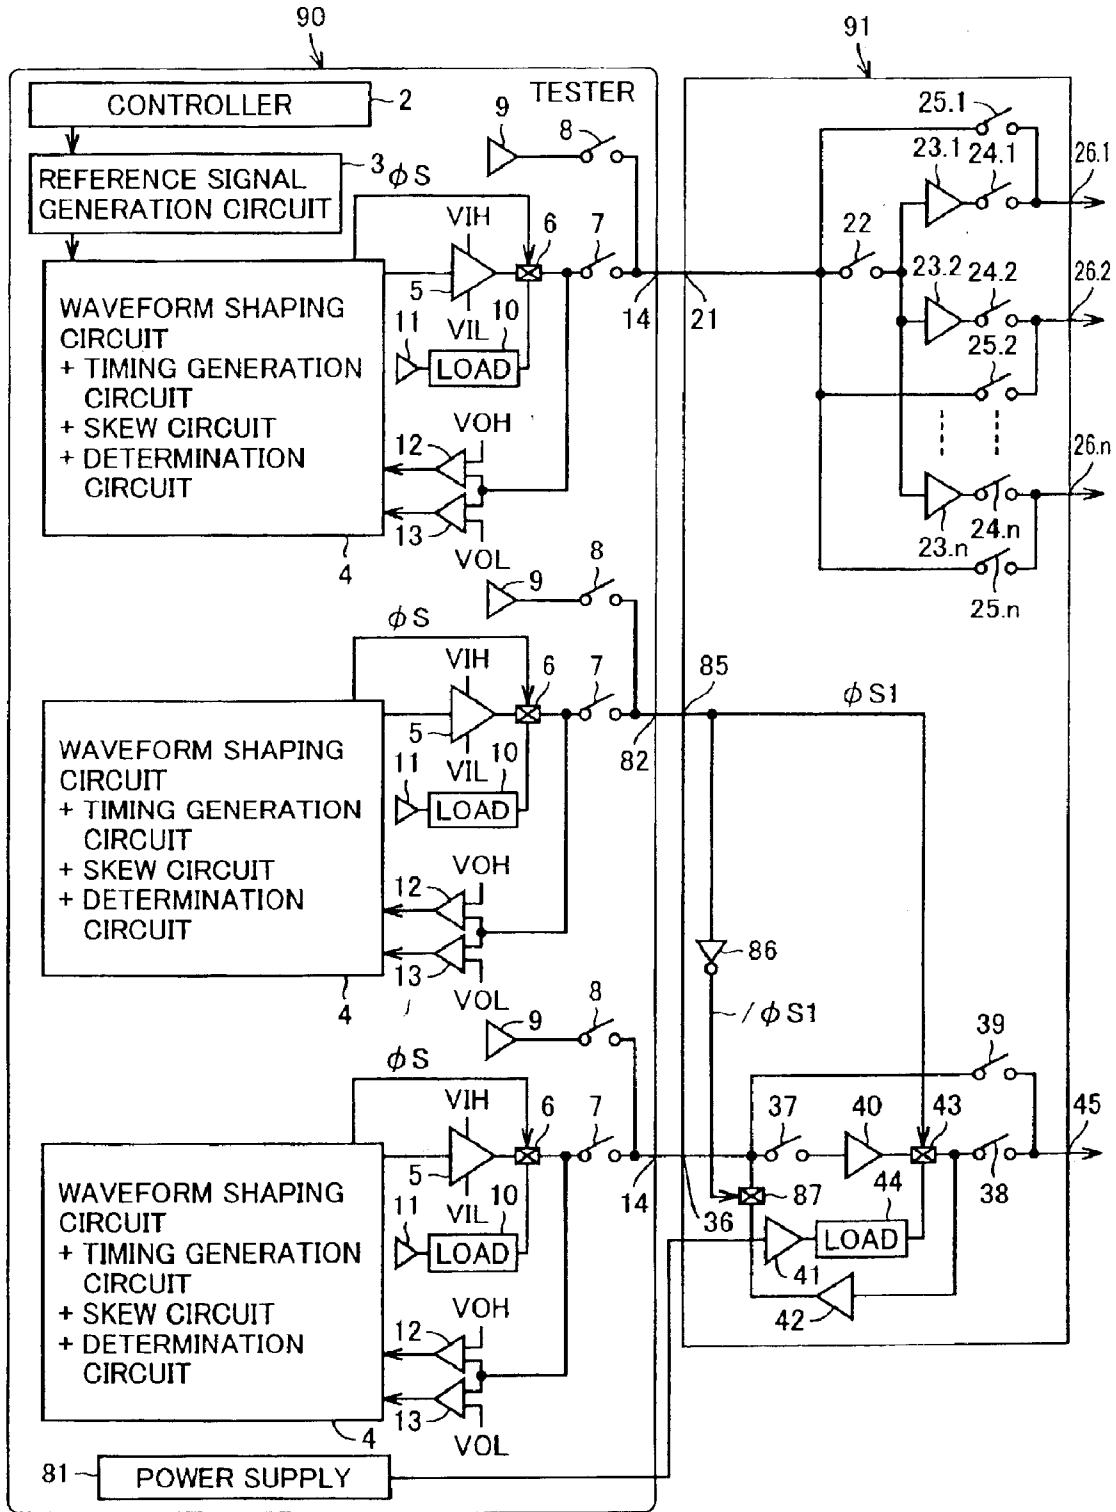 90
91
TESTER
CONTROLLER
2
REFERENCE SIGNAL
GENERATION CIRCUIT
3
ϕS
9
8
VIH
6
7
5
VIL
10
11
LOAD
14
21
WAVEFORM SHAPING
CIRCUIT
+ TIMING GENERATION
CIRCUIT
+ SKEW CIRCUIT
+ DETERMINATION
CIRCUIT
4
12
VOH
13
VOL
25.1
23.1
24.1
26.1
22
23.2
24.2
26.2
25.2
26.n
24.n
23.n
25.n
9
8
ϕS
VIH
6
7
5
VIL
10
11
LOAD
82
85
ϕS1
WAVEFORM SHAPING
CIRCUIT
+ TIMING GENERATION
CIRCUIT
+ SKEW CIRCUIT
+ DETERMINATION
CIRCUIT
4
12
VOH
13
VOL
86
/ϕS1
9
8
ϕS
VIH
6
7
5
VIL
10
11
LOAD
14
36
39
37
40
43
45
38
87
44
LOAD
41
42
WAVEFORM SHAPING
CIRCUIT
+ TIMING GENERATION
CIRCUIT
+ SKEW CIRCUIT
+ DETERMINATION
CIRCUIT
4
12
VOH
13
VOL
81
POWER SUPPLY